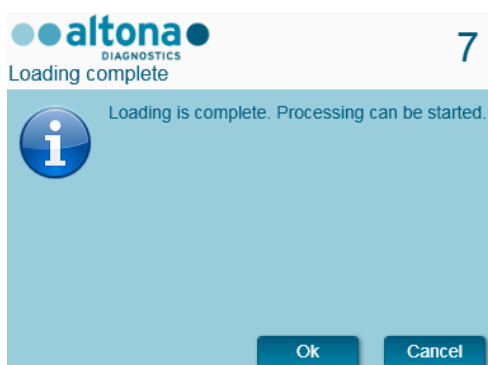 altona
DIAGNOSTICS
7
Loading complete
Loading is complete. Processing can be started.
Ok
Cancel